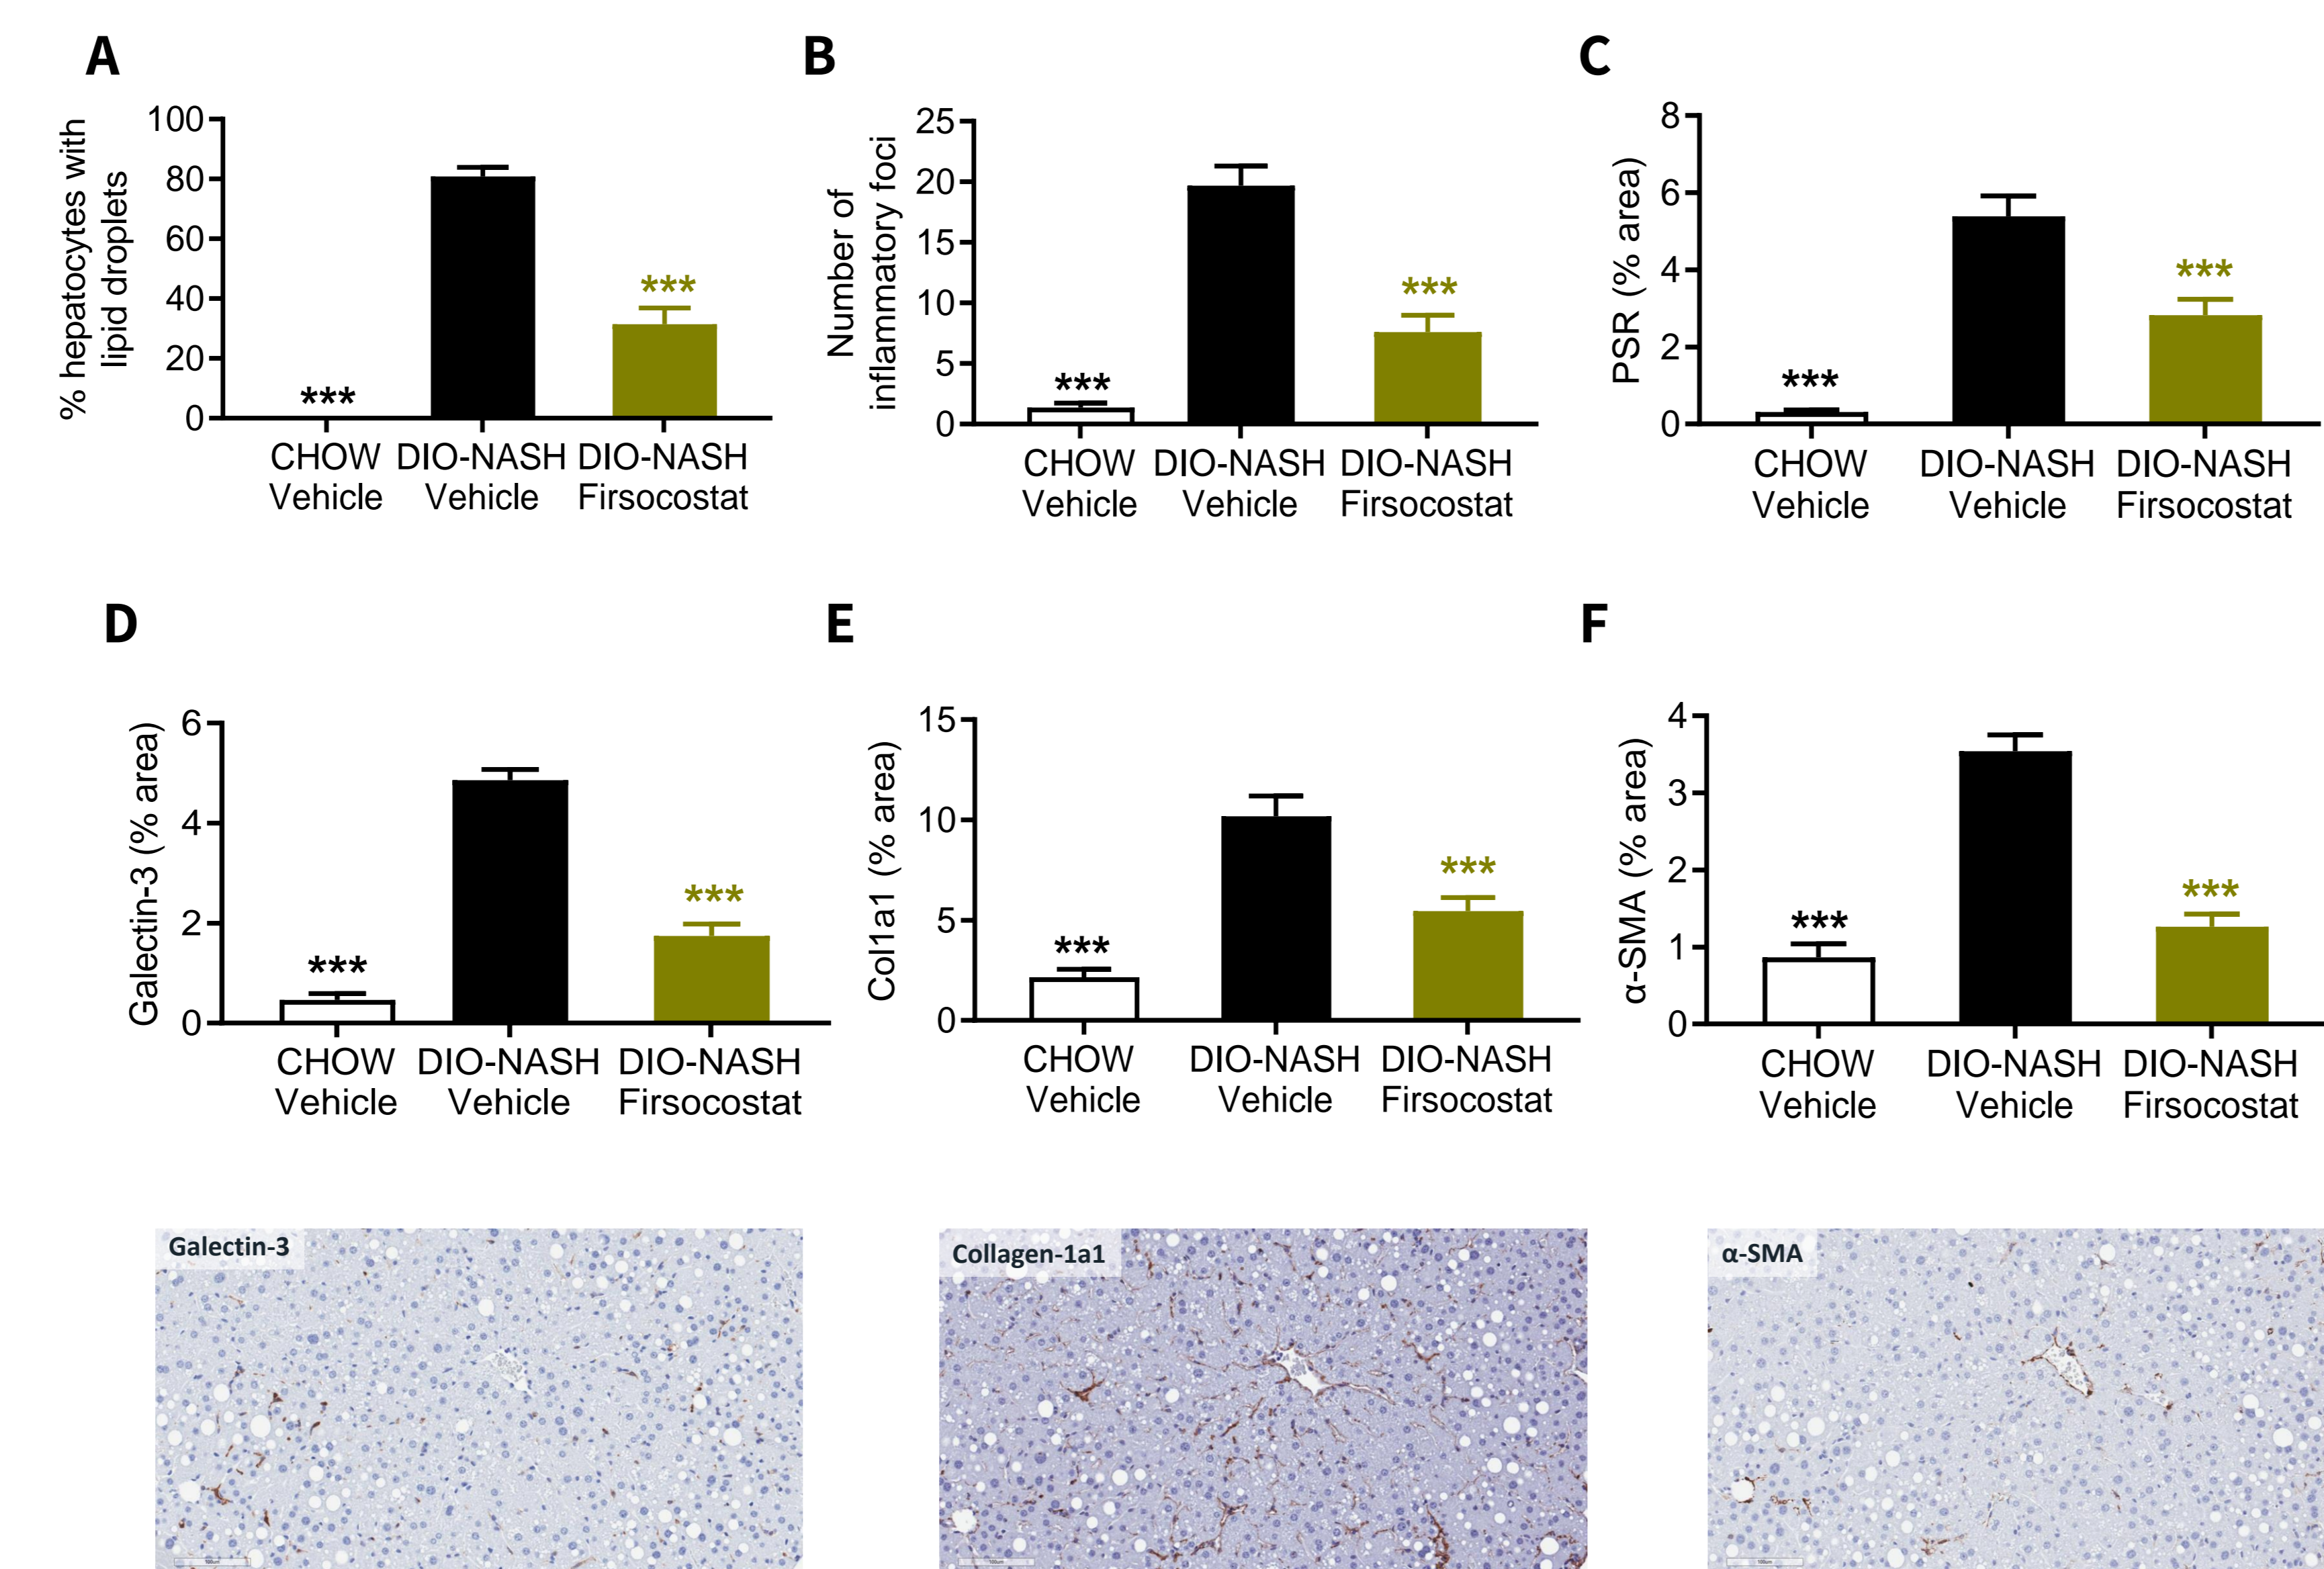 A
% hepatocytes with
lipid droplets
100
80
60
40
20
0
***
***
CHOW
Vehicle
DIO-NASH
Vehicle
DIO-NASH
Firsocostat
B
Number of
inflammatory foci
25
20
15
10
5
0
***
***
CHOW
Vehicle
DIO-NASH
Vehicle
DIO-NASH
Firsocostat
C
PSR (% area)
8
6
4
2
0
***
***
CHOW
Vehicle
DIO-NASH
Vehicle
DIO-NASH
Firsocostat
D
Galectin-3 (% area)
6
4
2
0
***
***
CHOW
Vehicle
DIO-NASH
Vehicle
DIO-NASH
Firsocostat
E
Col1a1 (% area)
15
10
5
0
***
***
CHOW
Vehicle
DIO-NASH
Vehicle
DIO-NASH
Firsocostat
F
α-SMA (% area)
4
3
2
1
0
***
***
CHOW
Vehicle
DIO-NASH
Vehicle
DIO-NASH
Firsocostat
Galectin-3
Collagen-1a1
α-SMA
100um
100um
100um